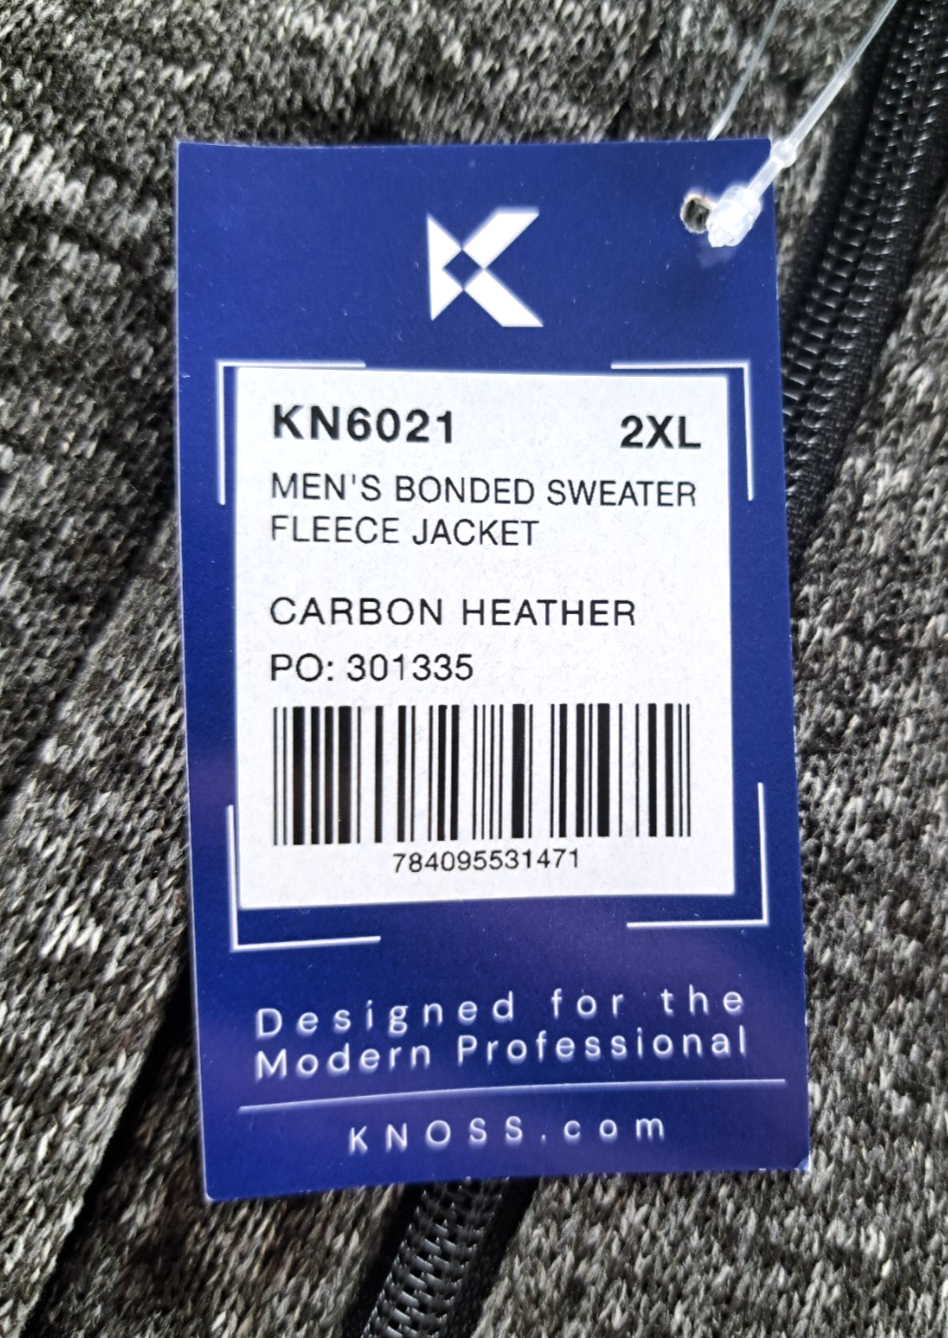 KN6021 2XL
MEN'S BONDED SWEATER
FLEECE JACKET
CARBON HEATHER
PO: 301335
784095531471
Designed for the
Modern Professional
KNOSS.com